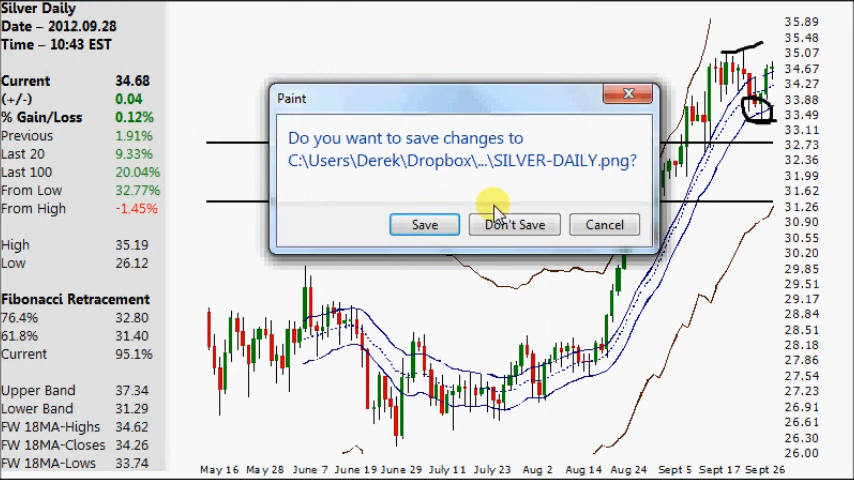 Silver Daily
Date – 2012.09.28
Time – 10:43 EST
Current 34.68
(+/-) 0.04
% Gain/Loss 0.12%
Previous 1.91%
Last 20 9.33%
Last 100 20.04%
From Low 32.77%
From High -1.45%
High 35.19
Low 26.12
Fibonacci Retracement
76.4% 32.80
61.8% 31.40
Current 95.1%
Upper Band 37.34
Lower Band 31.29
FW 18MA-Highs 34.62
FW 18MA-Closes 34.26
FW 18MA-Lows 33.74
Paint
Do you want to save changes to
C:\Users\Derek\Dropbox\...\SILVER-DAILY.png?
Save Don't Save Cancel
35.89
35.48
35.07
34.67
34.27
33.88
33.49
33.11
32.73
32.35
31.99
31.62
31.26
30.90
30.55
30.20
29.85
29.51
29.17
28.84
28.51
28.18
27.86
27.54
27.23
26.91
26.61
26.30
26.00
May 16 May 28 June 7 June 19 June 29 July 11 July 23 Aug 2 Aug 14 Aug 24 Sept 5 Sept 17 Sept 26